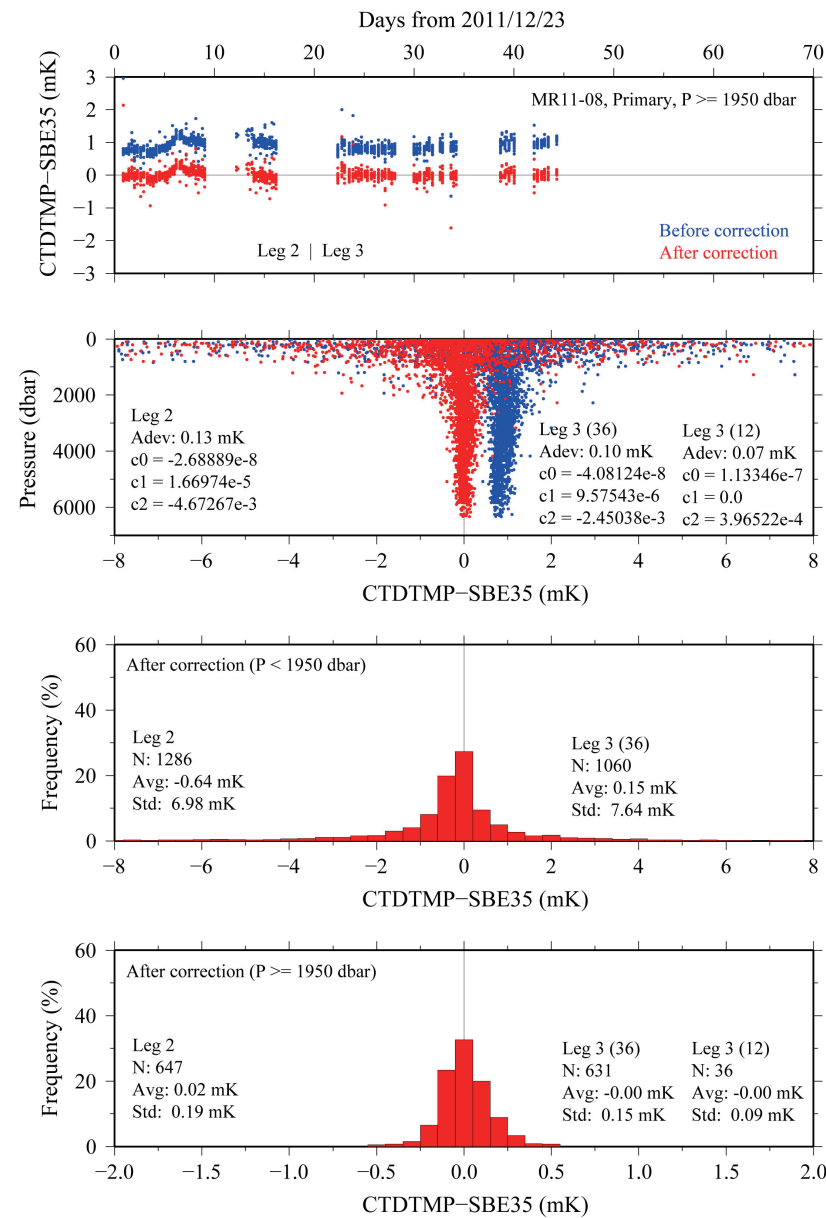 Days from 2011/12/23
0 10 20 30 40 50 60 70
CTDTMP−SBE35 (mK)
3
2
1
0
−1
−2
−3
MR11-08, Primary, P >= 1950 dbar
Before correction
After correction
Leg 2 | Leg 3
Pressure (dbar)
0
2000
4000
6000
Leg 2
Adev: 0.13 mK
c0 = -2.68889e-8
c1 = 1.66974e-5
c2 = -4.67267e-3
Leg 3 (36)
Adev: 0.10 mK
c0 = -4.08124e-8
c1 = 9.57543e-6
c2 = -2.45038e-3
Leg 3 (12)
Adev: 0.07 mK
c0 = 1.13346e-7
c1 = 0.0
c2 = 3.96522e-4
−8 −6 −4 −2 0 2 4 6 8
CTDTMP−SBE35 (mK)
Frequency (%)
60
40
20
0
After correction (P < 1950 dbar)
Leg 2
N: 1286
Avg: -0.64 mK
Std: 6.98 mK
Leg 3 (36)
N: 1060
Avg: 0.15 mK
Std: 7.64 mK
−8 −6 −4 −2 0 2 4 6 8
CTDTMP−SBE35 (mK)
Frequency (%)
60
40
20
0
After correction (P >= 1950 dbar)
Leg 2
N: 647
Avg: 0.02 mK
Std: 0.19 mK
Leg 3 (36)
N: 631
Avg: -0.00 mK
Std: 0.15 mK
Leg 3 (12)
N: 36
Avg: -0.00 mK
Std: 0.09 mK
−2.0 −1.5 −1.0 −0.5 0.0 0.5 1.0 1.5 2.0
CTDTMP−SBE35 (mK)